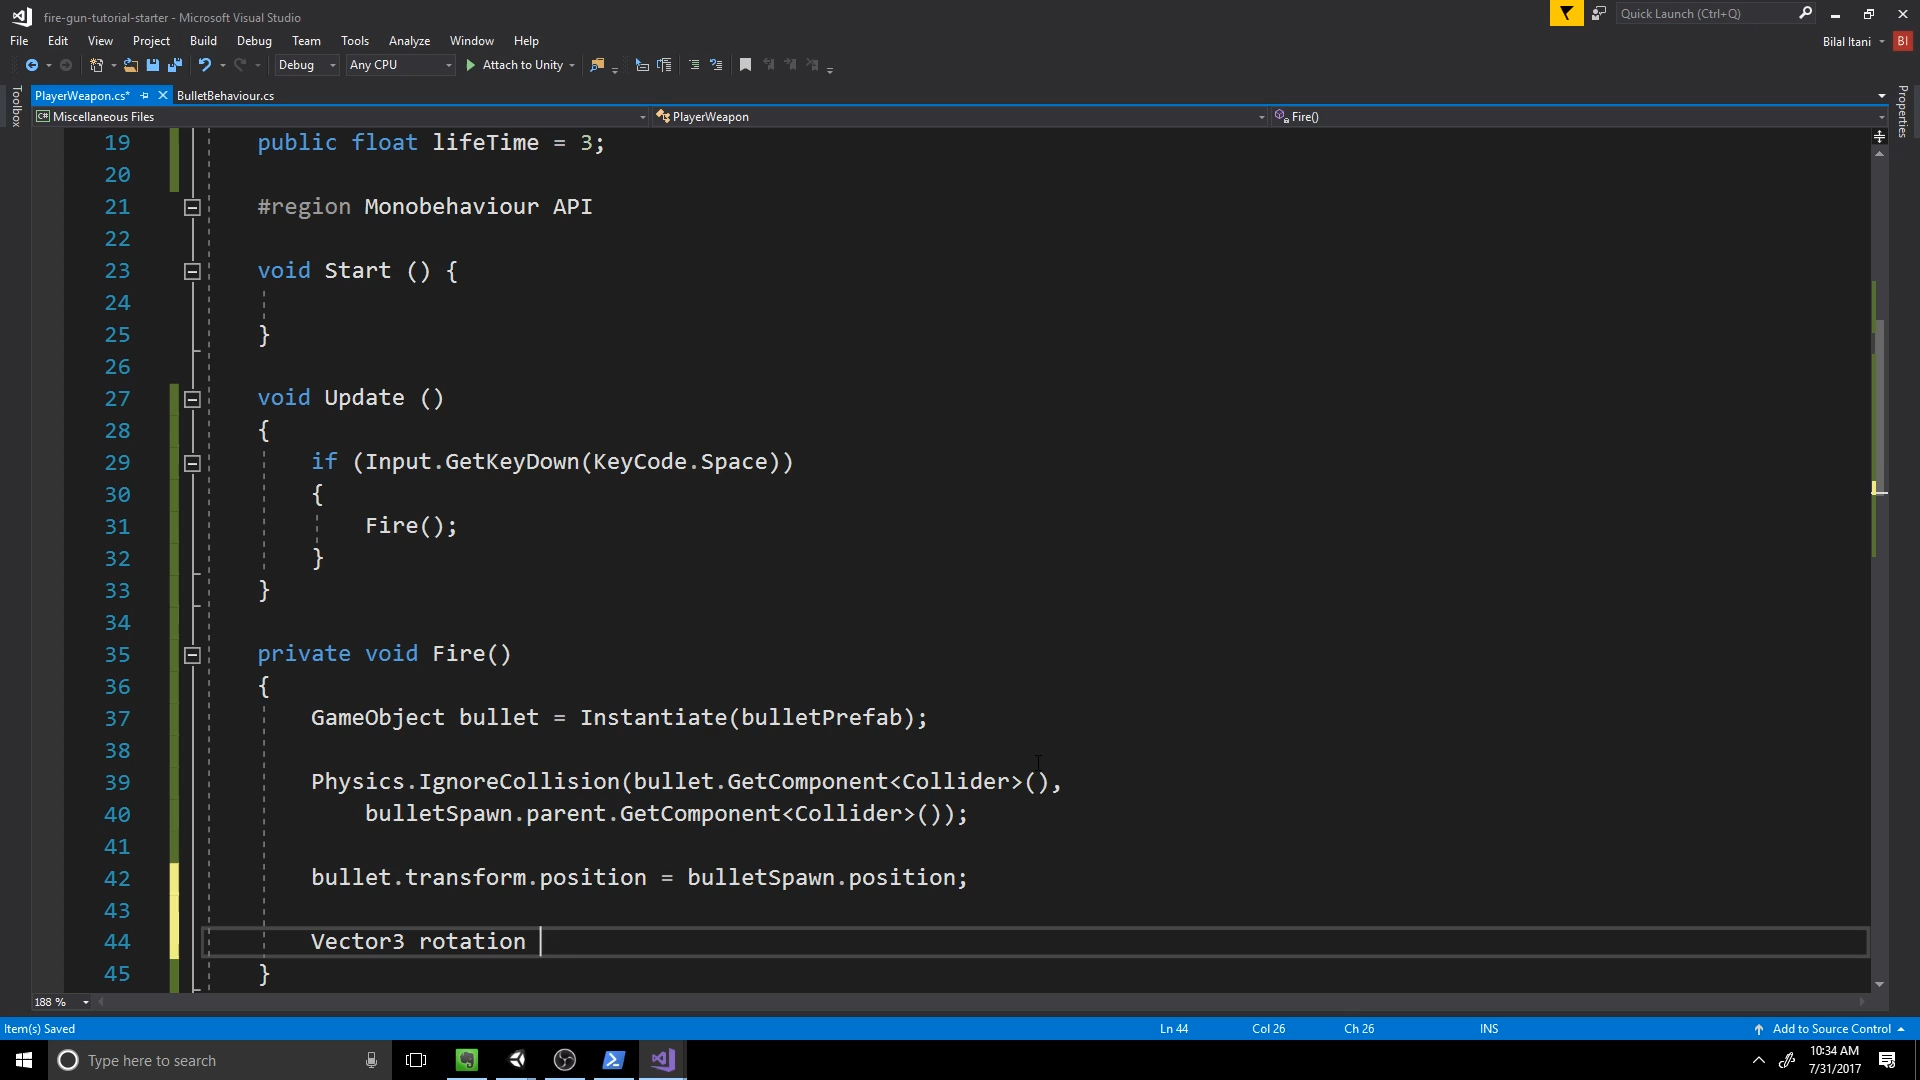 fire-gun-tutorial-starter - Microsoft Visual Studio
Quick Launch (Ctrl+Q)
File Edit View Project Build Debug Team Tools Analyze Window Help
Bilal Itani BI
Debug Any CPU Attach to Unity
Toolbox
PlayerWeapon.cs* BulletBehaviour.cs
Properties
C# Miscellaneous Files PlayerWeapon Fire()
19 public float lifeTime = 3;
20
21 #region Monobehaviour API
22
23 void Start () {
24
25 }
26
27 void Update ()
28 {
29 if (Input.GetKeyDown(KeyCode.Space))
30 {
31 Fire();
32 }
33 }
34
35 private void Fire()
36 {
37 GameObject bullet = Instantiate(bulletPrefab);
38
39 Physics.IgnoreCollision(bullet.GetComponent<Collider>(),
40 bulletSpawn.parent.GetComponent<Collider>());
41
42 bullet.transform.position = bulletSpawn.position;
43
44 Vector3 rotation
45 }
188 %
Item(s) Saved Ln 44 Col 26 Ch 26 INS Add to Source Control
Type here to search
10:34 AM
7/31/2017